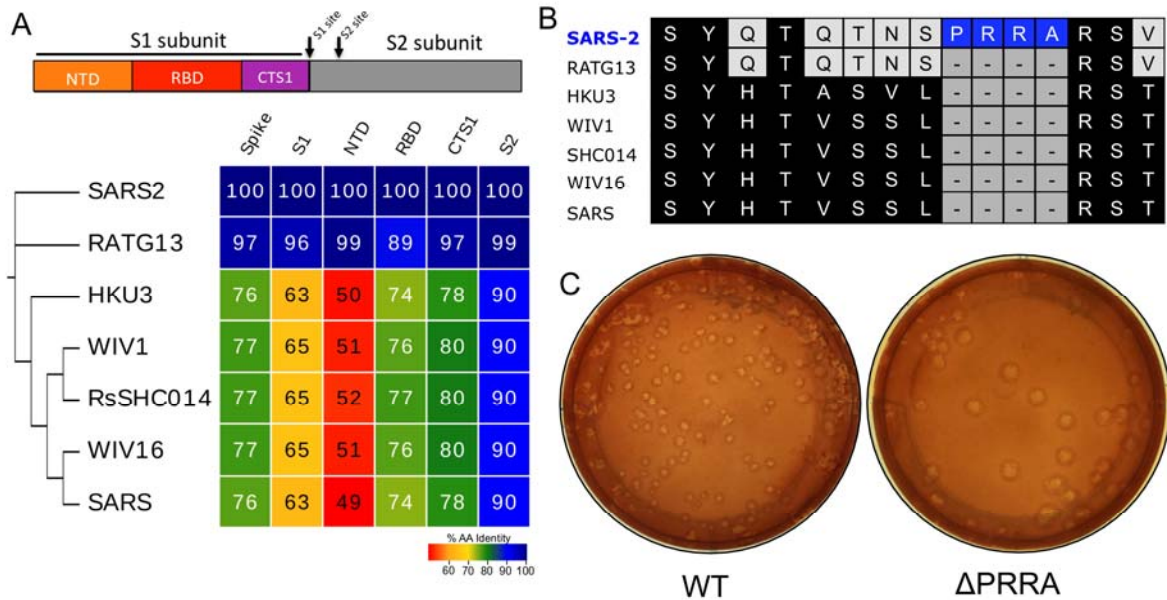 A
S1 subunit
S1 site
S2 site
S2 subunit
NTD RBD CTS1
Spike S1 NTD RBD CTS1 S2
SARS2 100 100 100 100 100 100
RATG13 97 96 99 89 97 99
HKU3 76 63 50 74 78 90
WIV1 77 65 51 76 80 90
RsSHC014 77 65 52 77 80 90
WIV16 77 65 51 76 80 90
SARS 76 63 49 74 78 90
% AA Identity
60 70 80 90 100
B
SARS-2 S Y Q T Q T N S P R R A R S V
RATG13 S Y Q T Q T N S - - - - R S V
HKU3 S Y H T A S V L - - - - R S T
WIV1 S Y H T V S S L - - - - R S T
SHC014 S Y H T V S S L - - - - R S T
WIV16 S Y H T V S S L - - - - R S T
SARS S Y H T V S S L - - - - R S T
C
WT ΔPRRA